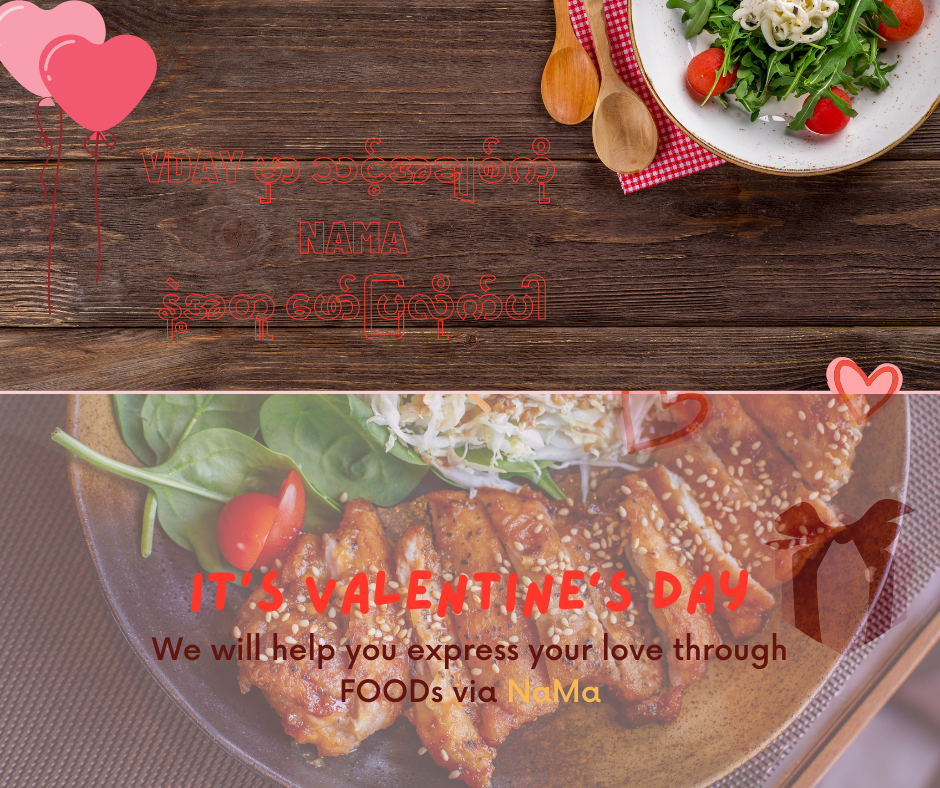 VDAY မှာ သင့်အချစ်ကို
NAMA
နဲ့အတူ ဖော်ပြလိုက်ပါ
IT'S VALENTINE'S DAY
We will help you express your love through
FOODs via NaMa